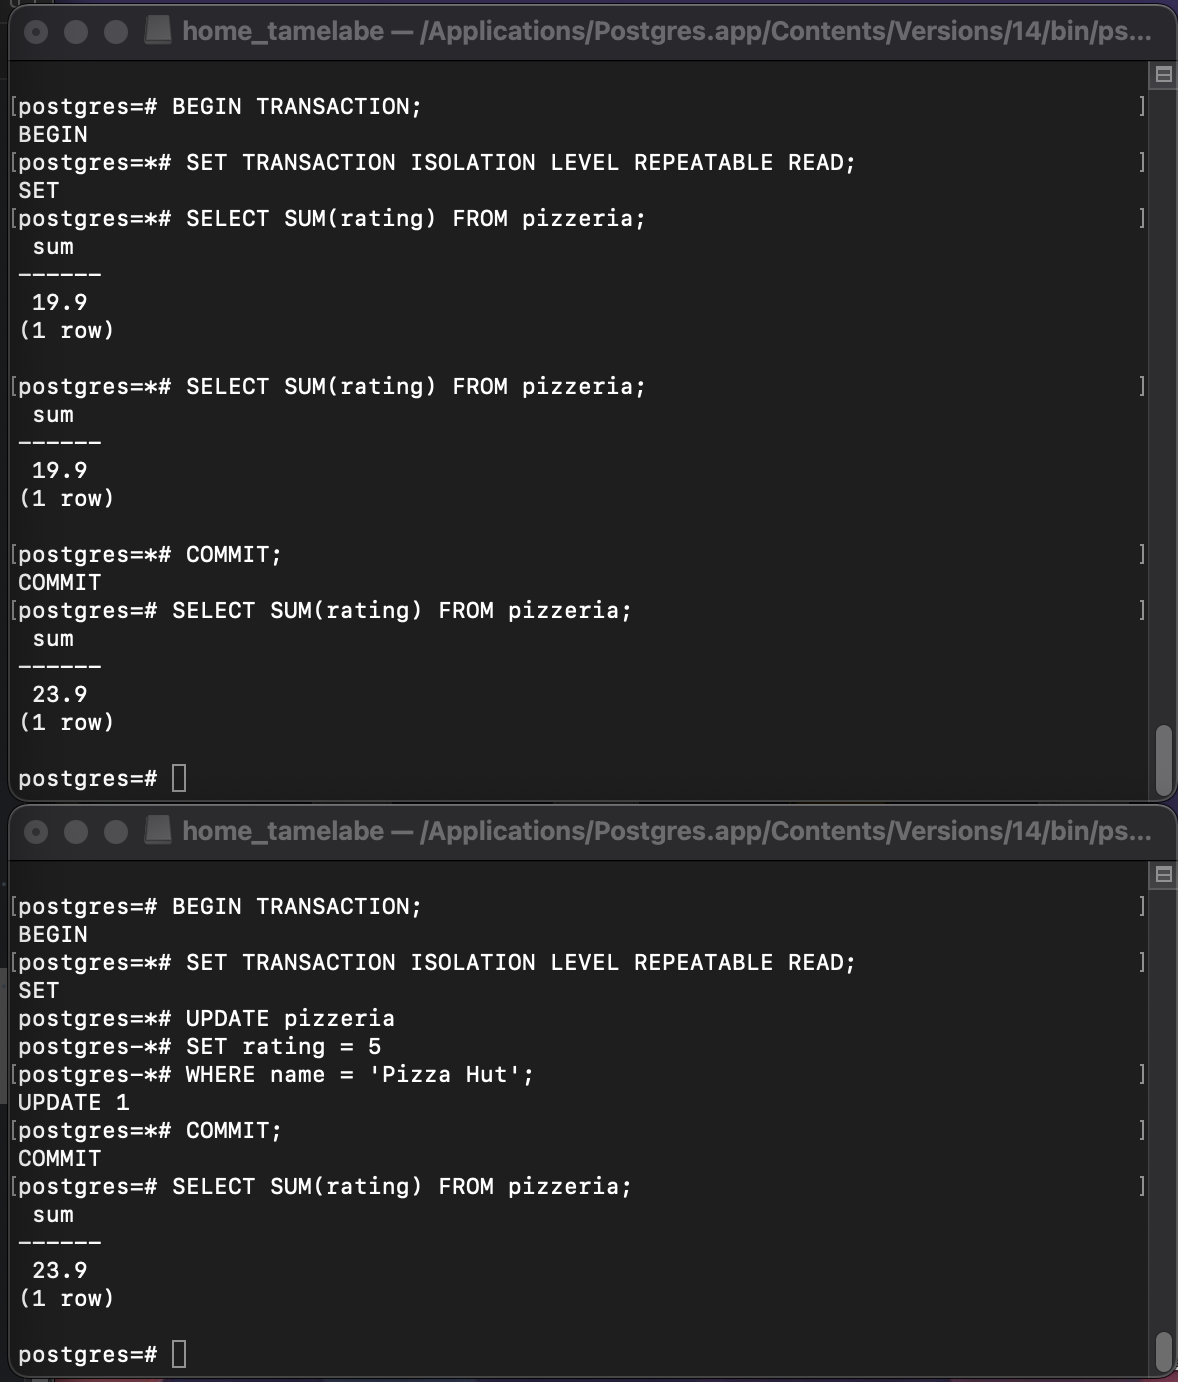 home_tamelabe — /Applications/Postgres.app/Contents/Versions/14/bin/ps...
[postgres=# BEGIN TRANSACTION; ]
BEGIN
[postgres=*# SET TRANSACTION ISOLATION LEVEL REPEATABLE READ; ]
SET
[postgres=*# SELECT SUM(rating) FROM pizzeria; ]
sum
------
19.9
(1 row)
[postgres=*# SELECT SUM(rating) FROM pizzeria; ]
sum
------
19.9
(1 row)
[postgres=*# COMMIT; ]
COMMIT
[postgres=# SELECT SUM(rating) FROM pizzeria; ]
sum
------
23.9
(1 row)
postgres=#
home_tamelabe — /Applications/Postgres.app/Contents/Versions/14/bin/ps...
[postgres=# BEGIN TRANSACTION; ]
BEGIN
[postgres=*# SET TRANSACTION ISOLATION LEVEL REPEATABLE READ; ]
SET
postgres=*# UPDATE pizzeria
postgres-*# SET rating = 5
[postgres-*# WHERE name = 'Pizza Hut'; ]
UPDATE 1
[postgres=*# COMMIT; ]
COMMIT
[postgres=# SELECT SUM(rating) FROM pizzeria; ]
sum
------
23.9
(1 row)
postgres=#